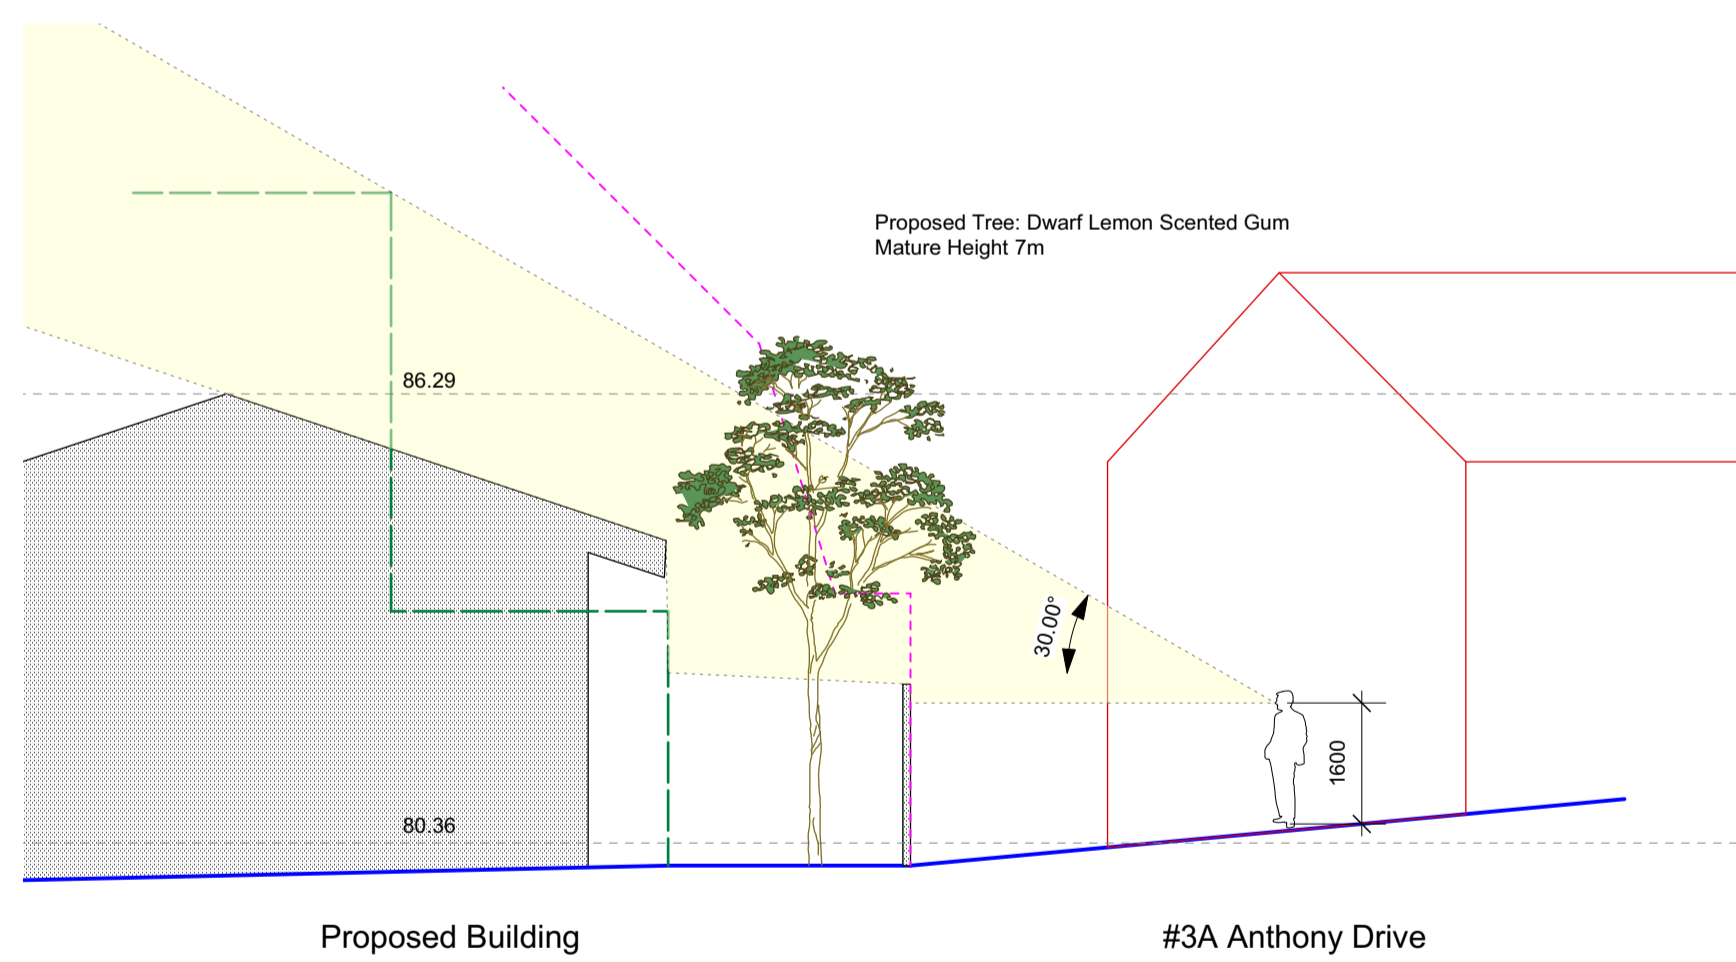 Proposed Tree: Dwarf Lemon Scented Gum
Mature Height 7m
86.29
30.00°
1600
80.36
Proposed Building
#3A Anthony Drive